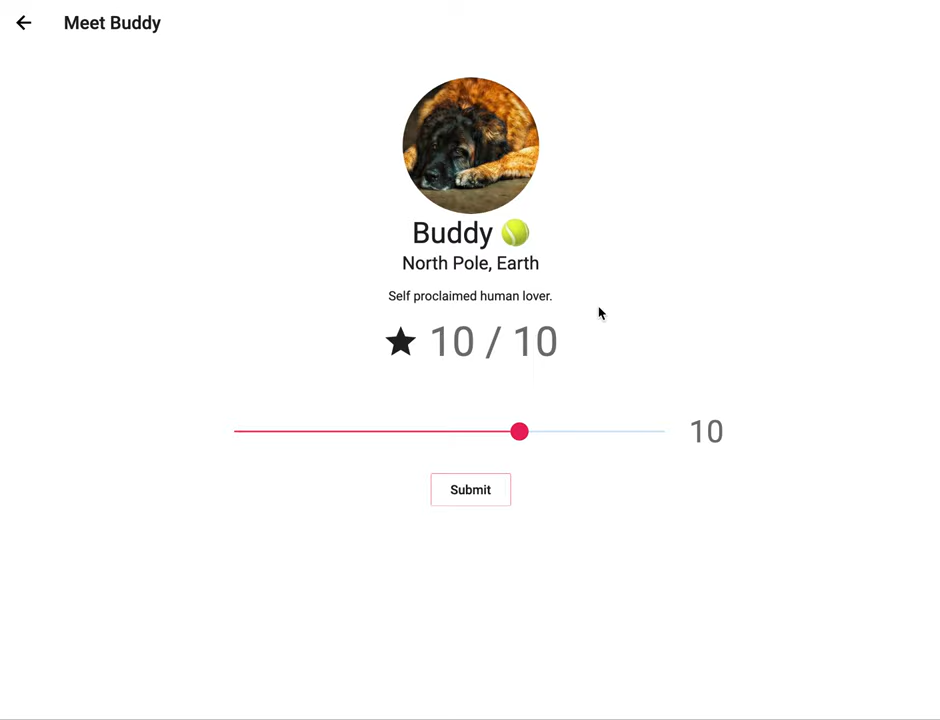 Meet Buddy
Buddy 🎾
North Pole, Earth
Self proclaimed human lover.
10 / 10
10
Submit